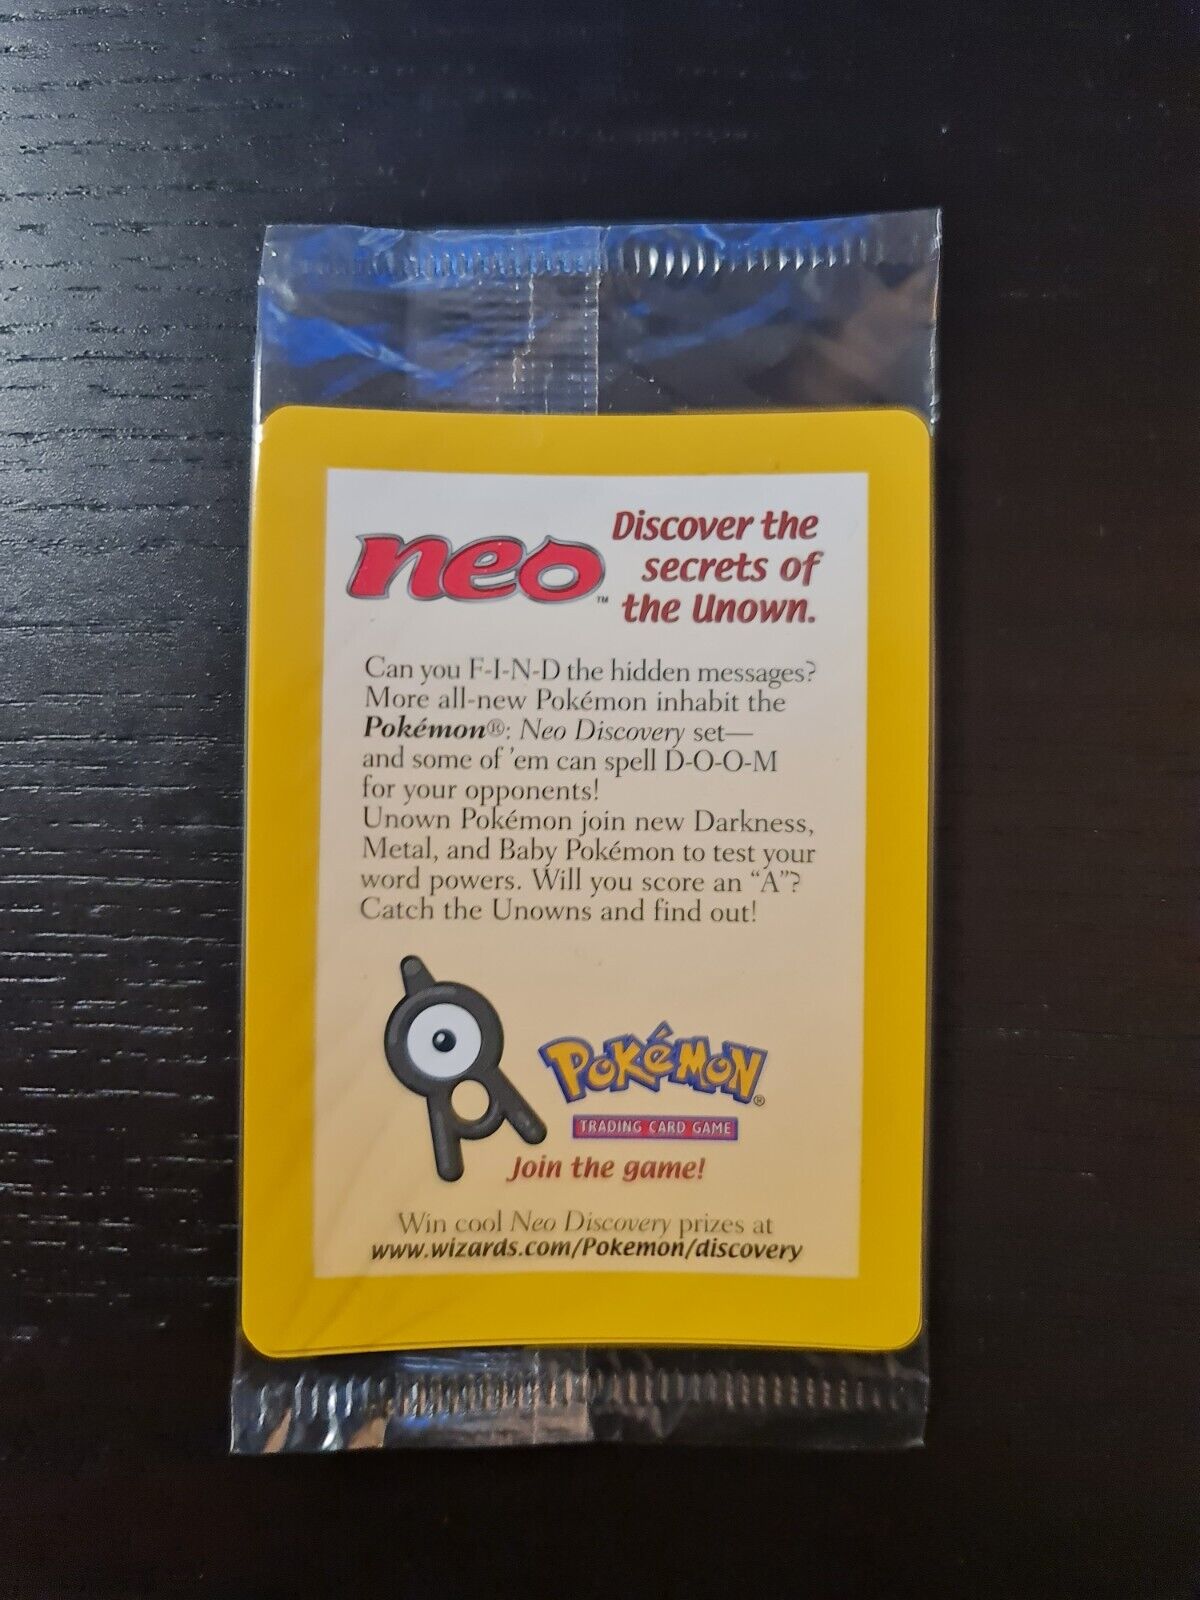 neo™
Discover the
secrets of
the Unown.
Can you F-I-N-D the hidden messages?
More all-new Pokémon inhabit the
Pokémon®: Neo Discovery set—
and some of 'em can spell D-O-O-M
for your opponents!
Unown Pokémon join new Darkness,
Metal, and Baby Pokémon to test your
word powers. Will you score an “A”?
Catch the Unowns and find out!
POKéMON®
TRADING CARD GAME
Join the game!
Win cool Neo Discovery prizes at
www.wizards.com/Pokemon/discovery